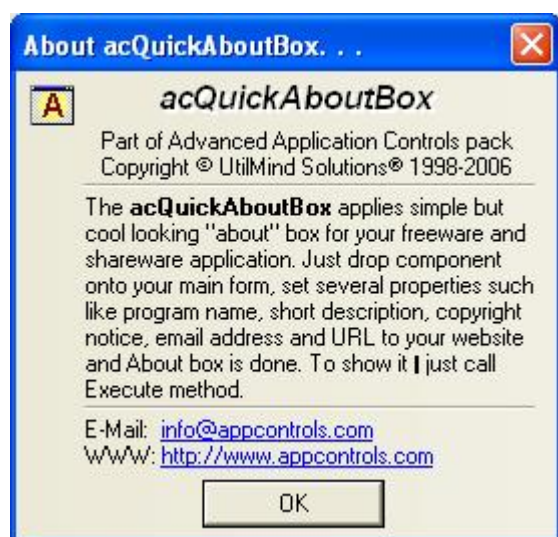 About acQuickAboutBox. . .
A
acQuickAboutBox
Part of Advanced Application Controls pack
Copyright © UtilMind Solutions® 1998-2006
The acQuickAboutBox applies simple but
cool looking "about" box for your freeware and
shareware application. Just drop component
onto your main form, set several properties such
like program name, short description, copyright
notice, email address and URL to your website
and About box is done. To show it I just call
Execute method.
E-Mail: info@appcontrols.com
WWW: http://www.appcontrols.com
OK